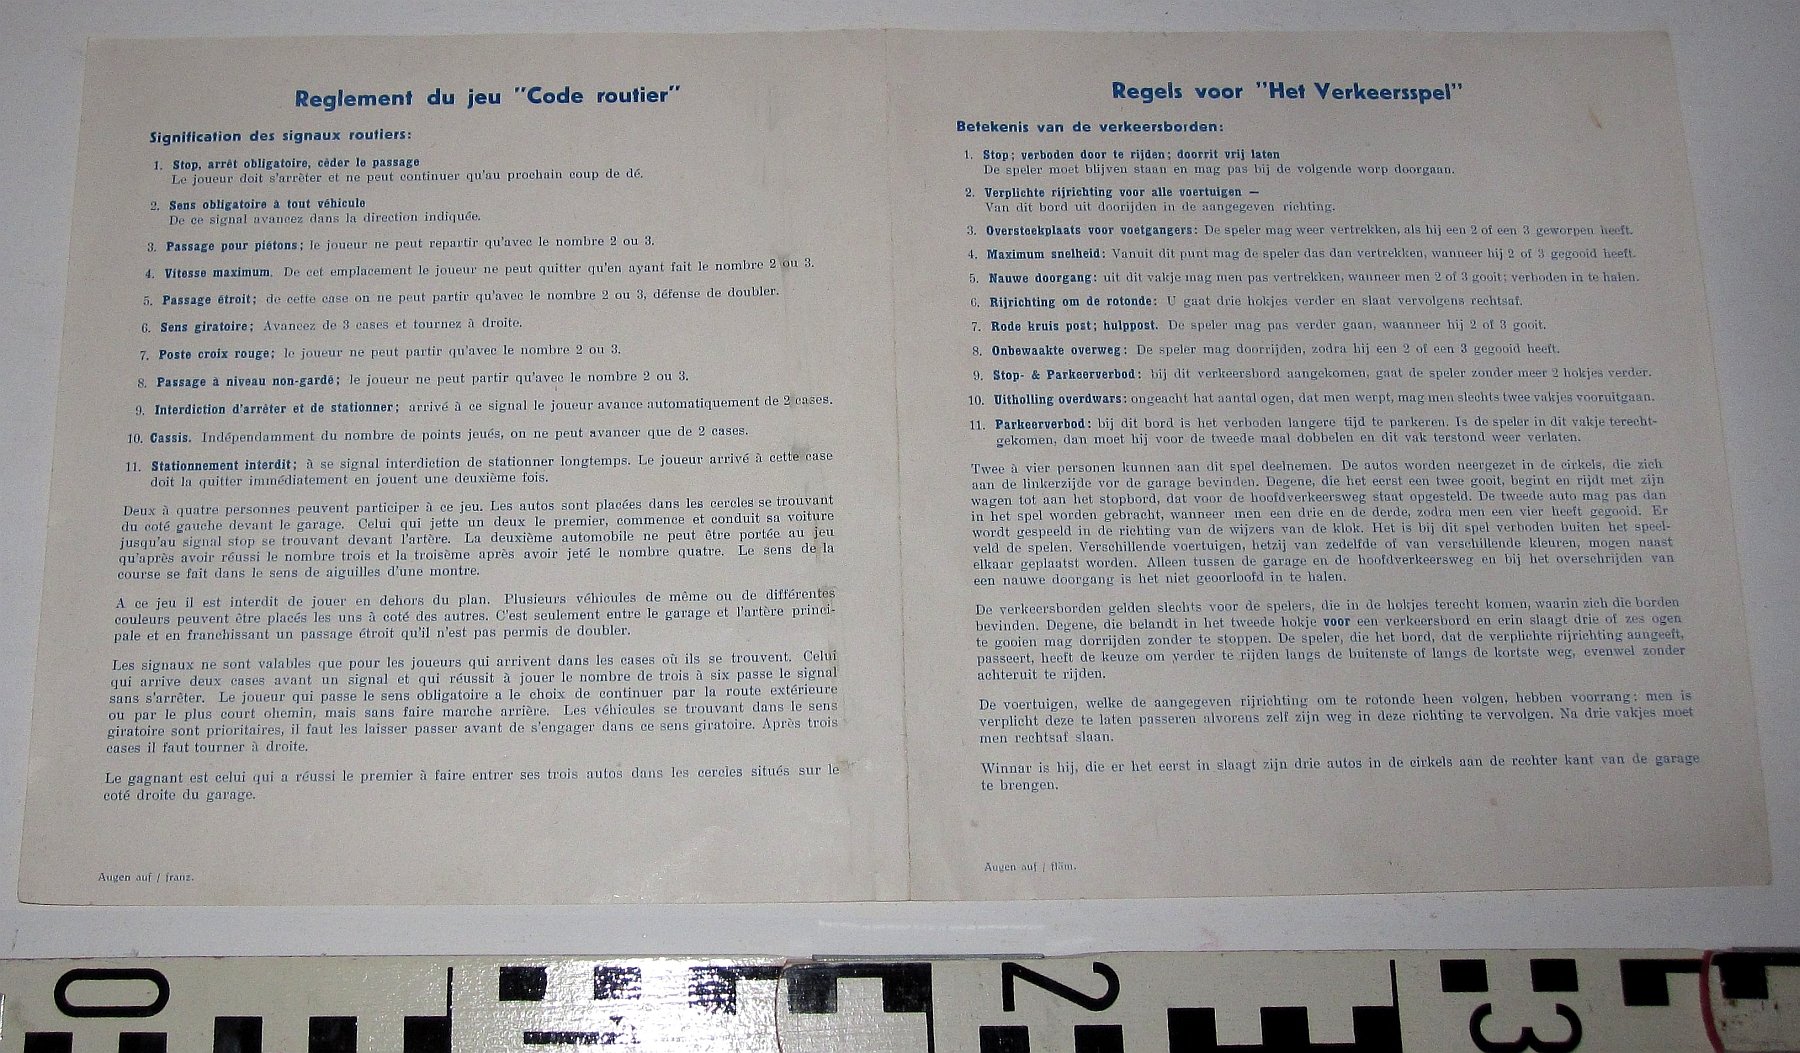 Reglement du jeu "Code routier"
Signification des signaux routiers:
1. Stop, arrêt obligatoire, cèder le passage
Le joueur doit s'arrèter et ne peut continuer qu'au prochain coup de dé.
2. Sens obligatoire à tout véhicule
De ce signal avancez dans la direction indiquée.
3. Passage pour piétons; le joueur ne peut repartir qu'avec le nombre 2 ou 3.
4. Vitesse maximum. De cet emplacement le joueur ne peut quitter qu'en ayant fait le nombre 2 ou 3.
5. Passage étroit; de cette case on ne peut partir qu'avec le nombre 2 ou 3, défense de doubler.
6. Sens giratoire; Avancez de 3 cases et tournez à droite.
7. Poste croix rouge; le joueur ne peut partir qu'avec le nombre 2 ou 3.
8. Passage à niveau non-gardé; le joueur ne peut partir qu'avec le nombre 2 ou 3.
9. Interdiction d'arrêter et de stationner; arrivé à ce signal le joueur avance automatiquement de 2 cases.
10. Cassis. Indépendamment du nombre de points jeués, on ne peut avancer que de 2 cases.
11. Stationnement interdit; à se signal interdiction de stationner longtemps. Le joueur arrivé à cette case
doit la quitter immédiatement en jouent une deuxième fois.
Deux à quatre personnes peuvent participer à ce jeu. Les autos sont placées dans les cercles se trouvant
du coté gauche devant le garage. Celui qui jette un deux le premier, commence et conduit sa voiture
jusqu'au signal stop se trouvant devant l'artère. La deuxième automobile ne peut être portée au jeu
qu'après avoir réussi le nombre trois et la troisème après avoir jeté le nombre quatre. Le sens de la
course se fait dans le sens de aiguilles d'une montre.
A ce jeu il est interdit de jouer en dehors du plan. Plusieurs véhicules de même ou de différentes
couleurs peuvent être placés les uns à coté des autres. C'est seulement entre le garage et l'artère princi-
pale et en franchissant un passage étroit qu'il n'est pas permis de doubler.
Les signaux ne sont valables que pour les joueurs qui arrivent dans les cases où ils se trouvent. Celui
qui arrive deux cases avant un signal et qui réussit à jouer le nombre de trois à six passe le signal
sans s'arrêter. Le joueur qui passe le sens obligatoire a le choix de continuer par la route extérieure
ou par le plus court ohemin, mais sans faire marche arrière. Les véhicules se trouvant dans le sens
giratoire sont prioritaires, il faut les laisser passer avant de s'engager dans ce sens giratoire. Après trois
cases il faut tourner à droite.
Le gagnant est celui qui a réussi le premier à faire entrer ses trois autos dans les cercles situés sur le
coté droite du garage.
Augen auf / franz.
Regels voor "Het Verkeersspel"
Betekenis van de verkeersborden:
1. Stop; verboden door te rijden; doorrit vrij laten
De speler moet blijven staan en mag pas bij de volgende worp doorgaan.
2. Verplichte rijrichting voor alle voertuigen —
Van dit bord uit doorijden in de aangegeven richting.
3. Oversteekplaats voor voetgangers: De speler mag weer vertrekken, als hij een 2 of een 3 geworpen heeft.
4. Maximum snelheid: Vanuit dit punt mag de speler das dan vertrekken, wanneer hij 2 of 3 gegooid heeft.
5. Nauwe doorgang: uit dit vakje mag men pas vertrekken, wanneer men 2 of 3 gooit; verboden in te halen.
6. Rijrichting om de rotonde: U gaat drie hokjes verder en slaat vervolgens rechtsaf.
7. Rode kruis post; hulppost. De speler mag pas verder gaan, waanneer hij 2 of 3 gooit.
8. Onbewaakte overweg: De speler mag doorrijden, zodra hij een 2 of een 3 gegooid heeft.
9. Stop- & Parkeerverbod: bij dit verkeersbord aangekomen, gaat de speler zonder meer 2 hokjes verder.
10. Uitholling overdwars: ongeacht hat aantal ogen, dat men werpt, mag men slechts twee vakjes vooruitgaan.
11. Parkeerverbod: bij dit bord is het verboden langere tijd te parkeren. Is de speler in dit vakje terecht-
gekomen, dan moet hij voor de tweede maal dobbelen en dit vak terstond weer verlaten.
Twee à vier personen kunnen aan dit spel deelnemen. De autos worden neergezet in de cirkels, die zich
aan de linkerzijde vor de garage bevinden. Degene, die het eerst een twee gooit, begint en rijdt met zijn
wagen tot aan het stopbord, dat voor de hoofdverkeersweg staat opgesteld. De tweede auto mag pas dan
in het spel worden gebracht, wanneer men een drie en de derde, zodra men een vier heeft gegooid. Er
wordt gespeeld in de richting van de wijzers van de klok. Het is bij dit spel verboden buiten het speel-
veld de spelen. Verschillende voertuigen, hetzij van zedelfde of van verschillende kleuren, mogen naast
elkaar geplaatst worden. Alleen tussen de garage en de hoofdverkeersweg en bij het overschrijden van
een nauwe doorgang is het niet geoorloofd in te halen.
De verkeersborden gelden slechts voor de spelers, die in de hokjes terecht komen, waarin zich die borden
bevinden. Degene, die belandt in het tweede hokje voor een verkeersbord en erin slaagt drie of zes ogen
te gooien mag dorrijden zonder te stoppen. De speler, die het bord, dat de verplichte rijrichting aangeeft,
passeert, heeft de keuze om verder te rijden langs de buitenste of langs de kortste weg, evenwel zonder
achteruit te rijden.
De voertuigen, welke de aangegeven rijrichting om te rotonde heen volgen, hebben voorrang: men is
verplicht deze te laten passeren alvorens zelf zijn weg in deze richting te vervolgen. Na drie vakjes moet
men rechtsaf slaan.
Winnar is hij, die er het eerst in slaagt zijn drie autos in de cirkels aan de rechter kant van de garage
te brengen.
Augen auf / fläm.
0 1 2 3